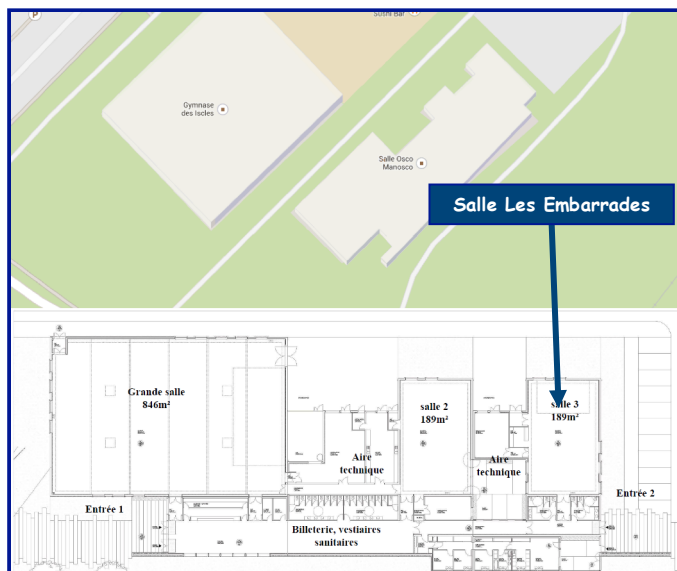 P
Sushi Bar
Gymnase
des Iscles
Salle Osco
Manosco
Salle Les Embarrades
Grande salle
846m²
salle 2
189m²
salle 3
189m²
Aire
technique
Aire
technique
Entrée 1
Entrée 2
Billeterie, vestiaires
sanitaires